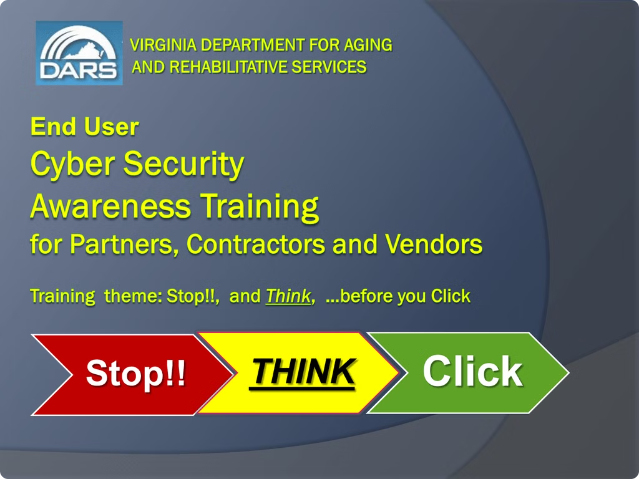 DARS
VIRGINIA DEPARTMENT FOR AGING
AND REHABILITATIVE SERVICES
End User
Cyber Security
Awareness Training
for Partners, Contractors and Vendors
Training theme: Stop!!, and Think, ...before you Click
Stop!!
THINK
Click